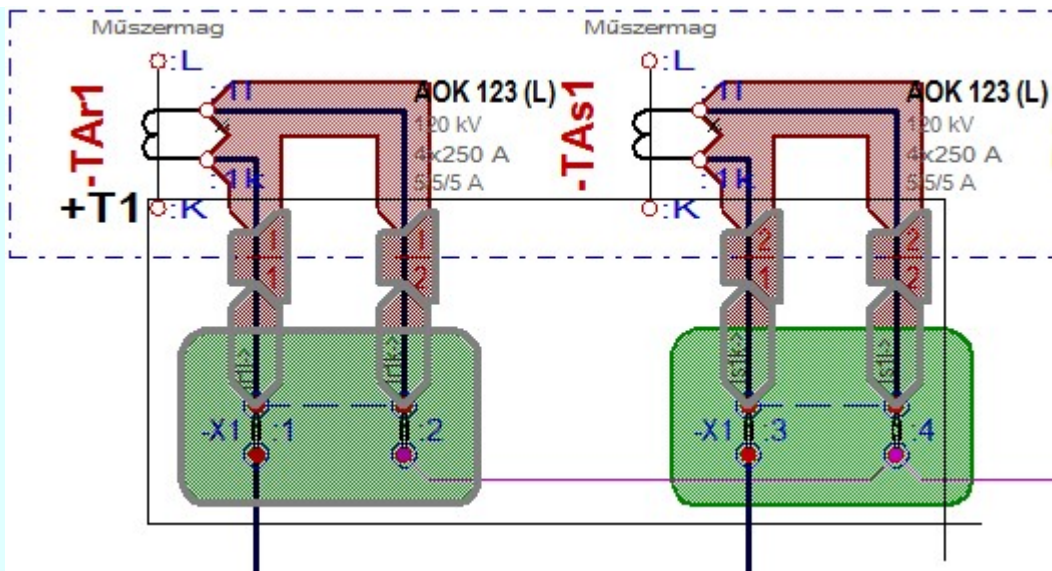 Műszermag
:L
:1l
-TAr1
AOK 123 (L)
120 kV
4x250 A
5/5/5 A
:1k
+T1
:K
1
1
1
2
-X1
:1
:2
Műszermag
:L
:1l
-TAs1
AOK 123 (L)
120 kV
4x250 A
5/5/5 A
:1k
:K
2
1
2
2
Is1k>
Is1l>
-X1
:3
:4